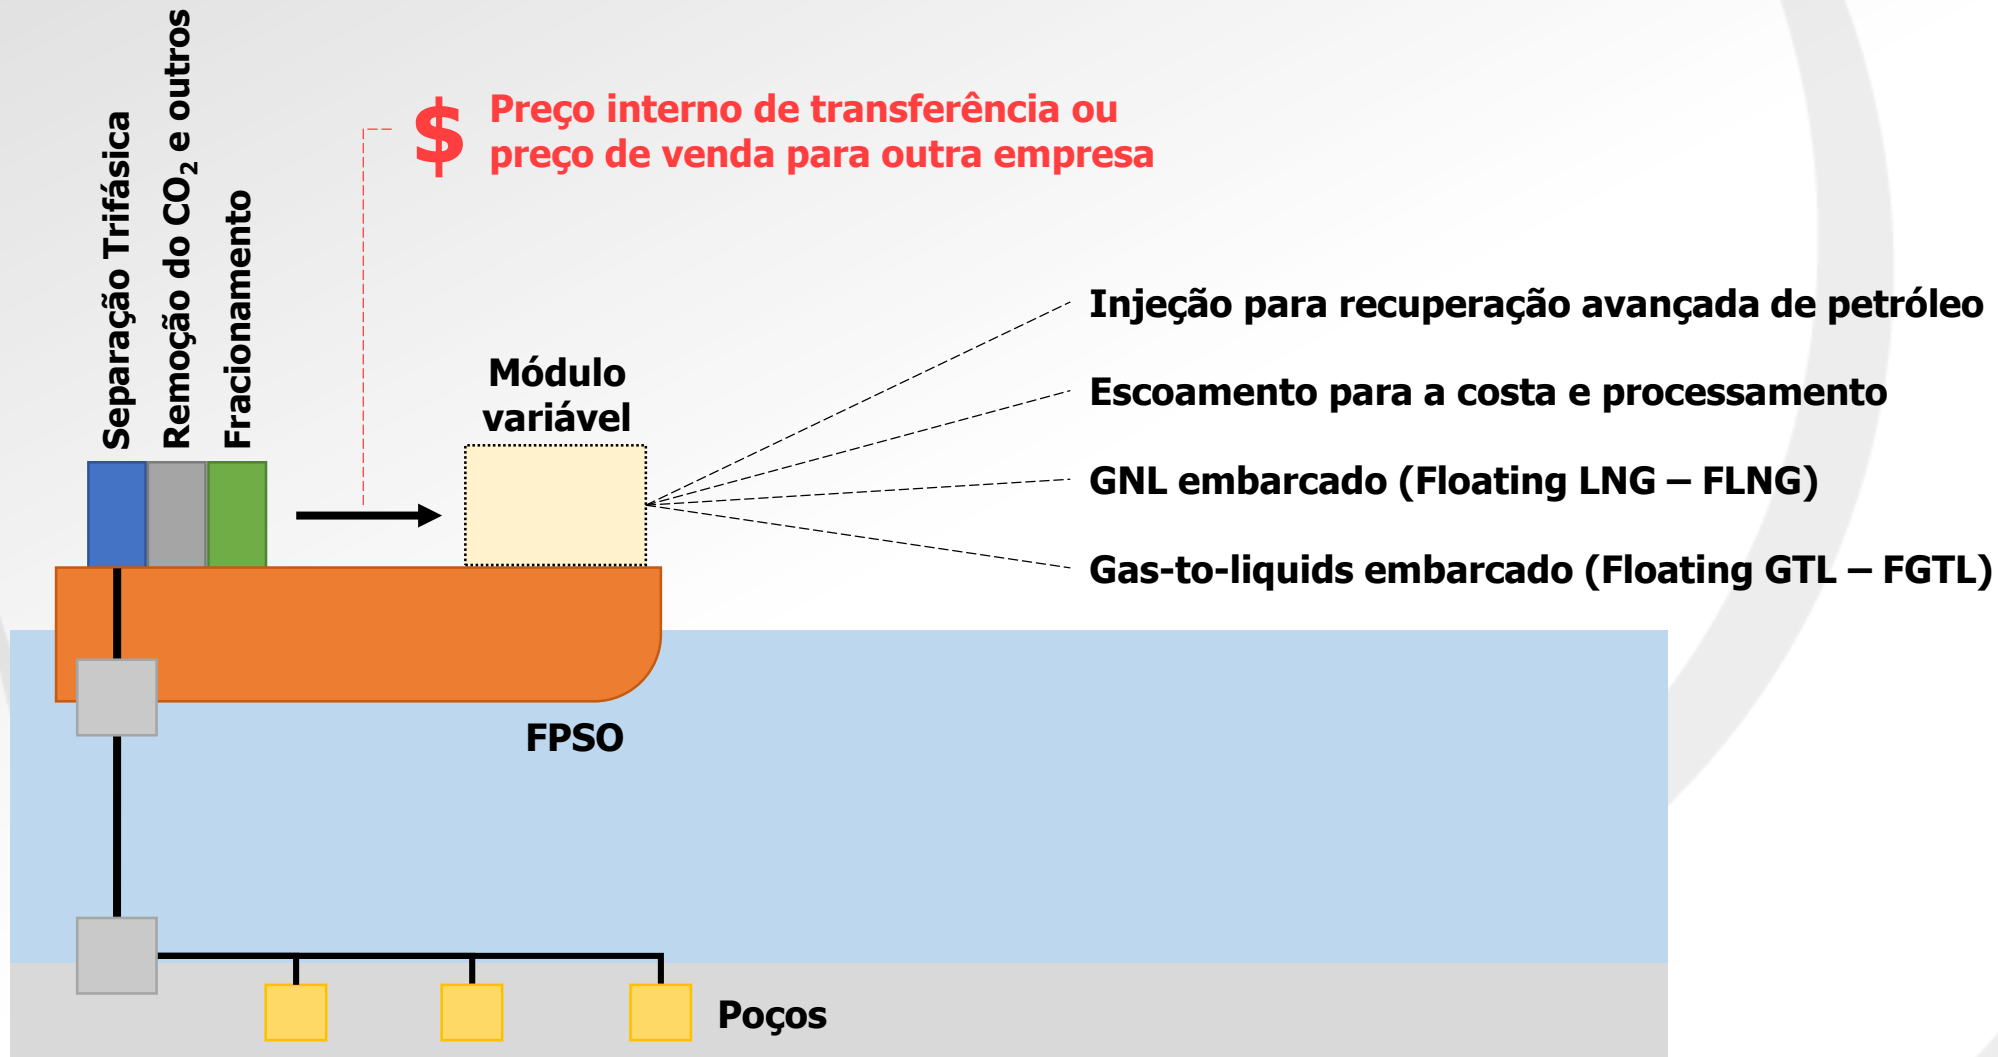 Separação Trifásica
Remoção do CO₂ e outros
Fracionamento
$
Preço interno de transferência ou
preço de venda para outra empresa
Módulo
variável
Injeção para recuperação avançada de petróleo
Escoamento para a costa e processamento
GNL embarcado (Floating LNG – FLNG)
Gas-to-liquids embarcado (Floating GTL – FGTL)
FPSO
Poços